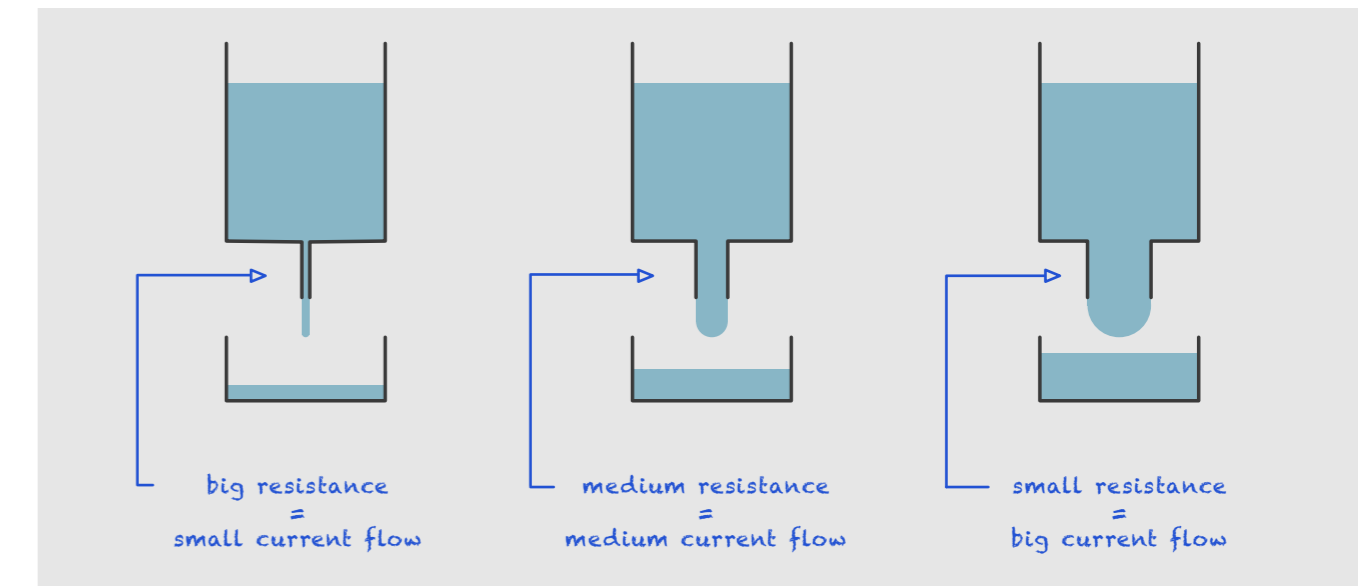 big resistance
=
small current flow
medium resistance
=
medium current flow
small resistance
=
big current flow